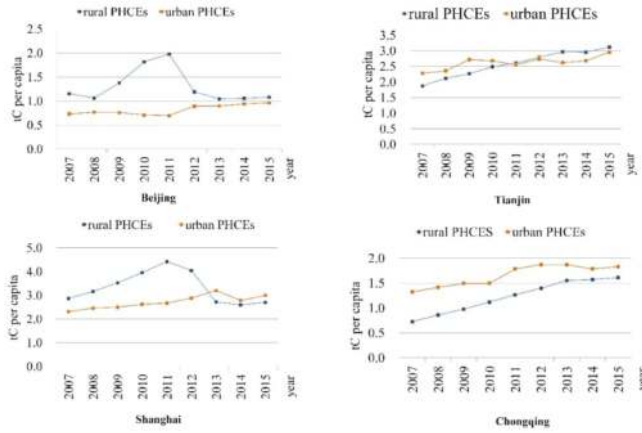 rural PHCEs urban PHCEs
2.5
2.0
1.5
1.0
0.5
0.0
tC per capita
2007 2008 2009 2010 2011 2012 2013 2014 2015 year
Beijing
rural PHCEs urban PHCEs
3.5
3.0
2.5
2.0
1.5
1.0
0.5
0.0
tC per capita
2007 2008 2009 2010 2011 2012 2013 2014 2015 year
Tianjin
rural PHCEs urban PHCEs
5.0
4.0
3.0
2.0
1.0
0.0
tC per capita
2007 2008 2009 2010 2011 2012 2013 2014 2015 year
Shanghai
rural PHCES urban PHCEs
2.0
1.5
1.0
0.5
0.0
tC per capita
2007 2008 2009 2010 2011 2012 2013 2014 2015 year
Chongqing